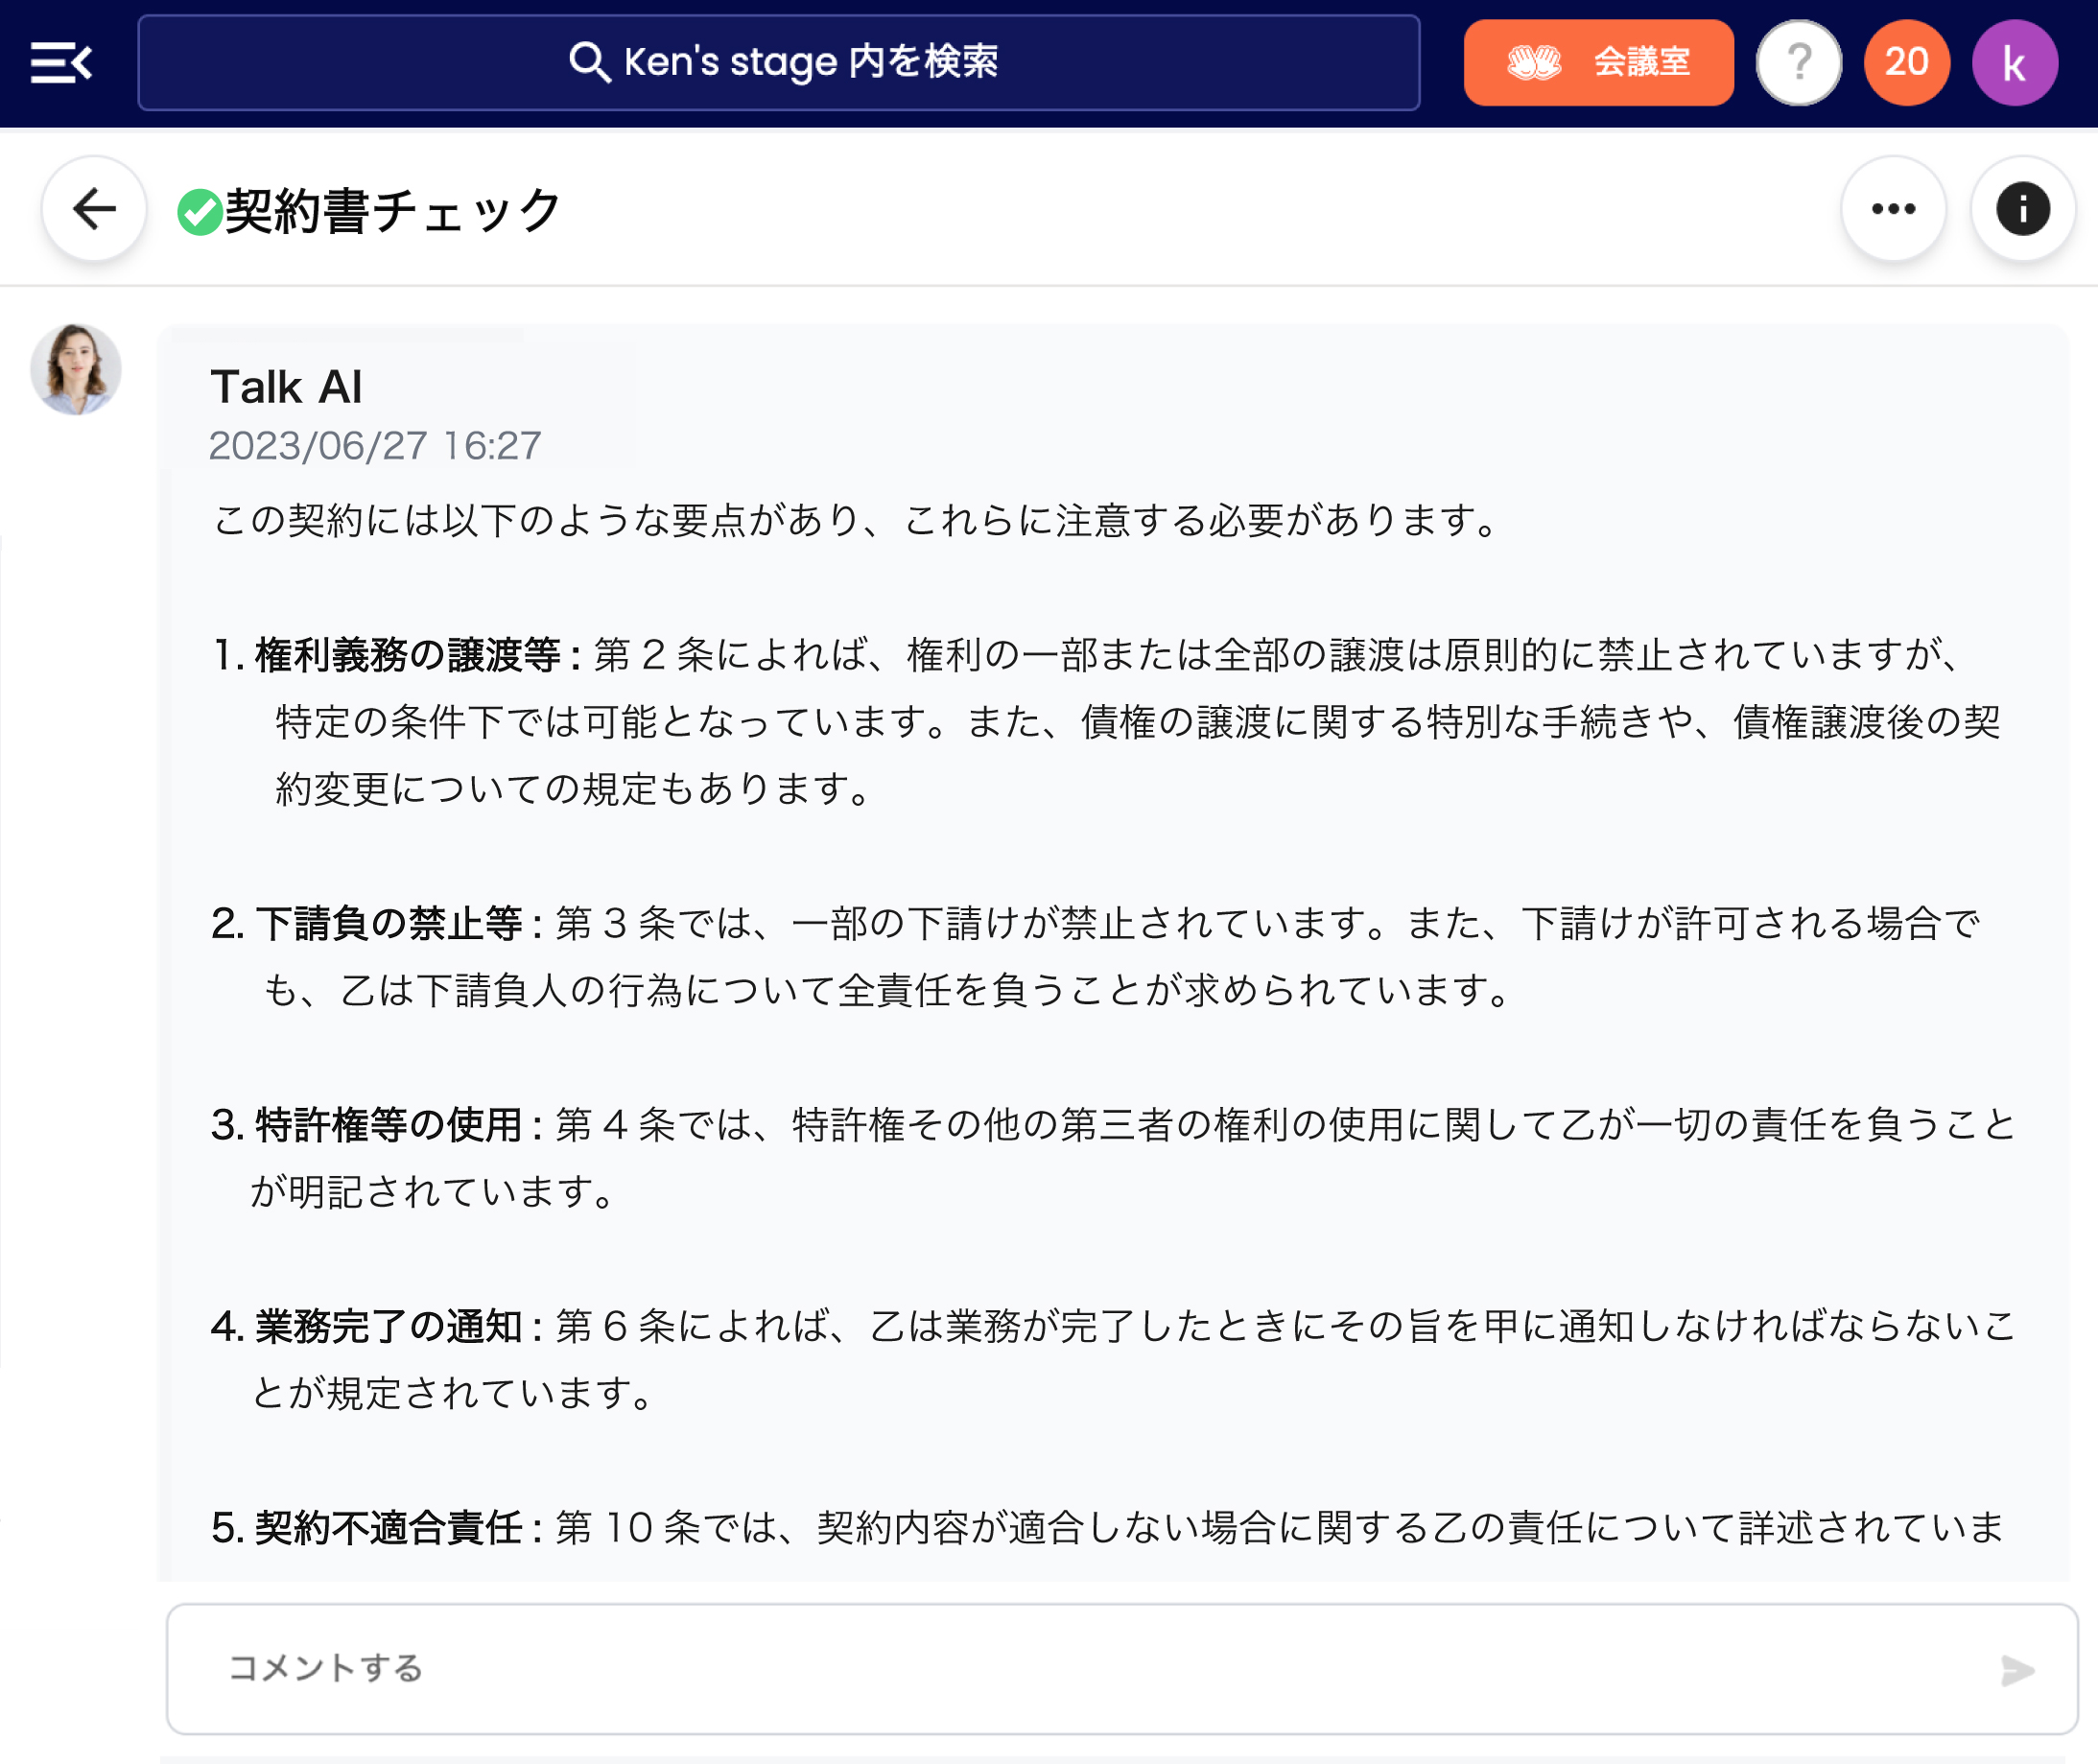 Ken's stage 内を検索
会議室
?
20
k
契約書チェック
Talk AI
2023/06/27 16:27
この契約には以下のような要点があり、これらに注意する必要があります。
1. 権利義務の譲渡等 : 第 2 条によれば、権利の一部または全部の譲渡は原則的に禁止されていますが、
特定の条件下では可能となっています。また、債権の譲渡に関する特別な手続きや、債権譲渡後の契
約変更についての規定もあります。
2. 下請負の禁止等 : 第 3 条では、一部の下請けが禁止されています。また、下請けが許可される場合で
も、乙は下請負人の行為について全責任を負うことが求められています。
3. 特許権等の使用 : 第 4 条では、特許権その他の第三者の権利の使用に関して乙が一切の責任を負うこと
が明記されています。
4. 業務完了の通知 : 第 6 条によれば、乙は業務が完了したときにその旨を甲に通知しなければならないこ
とが規定されています。
5. 契約不適合責任 : 第 10 条では、契約内容が適合しない場合に関する乙の責任について詳述されていま
コメントする